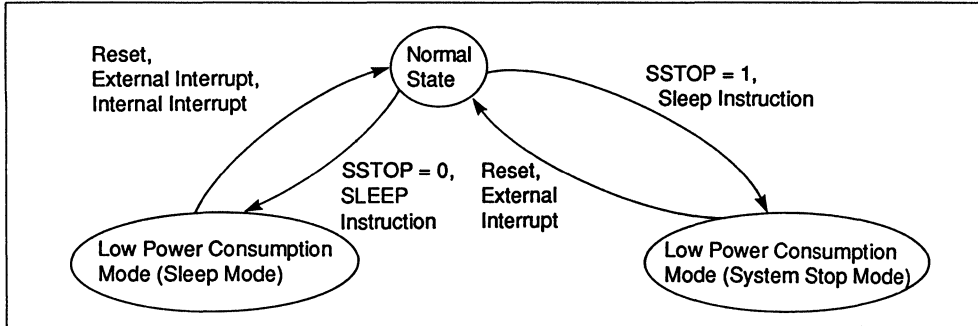 Reset,
External Interrupt,
Internal Interrupt
Normal
State
SSTOP = 1,
Sleep Instruction
SSTOP = 0,
SLEEP
Instruction
Reset,
External
Interrupt
Low Power Consumption
Mode (Sleep Mode)
Low Power Consumption
Mode (System Stop Mode)